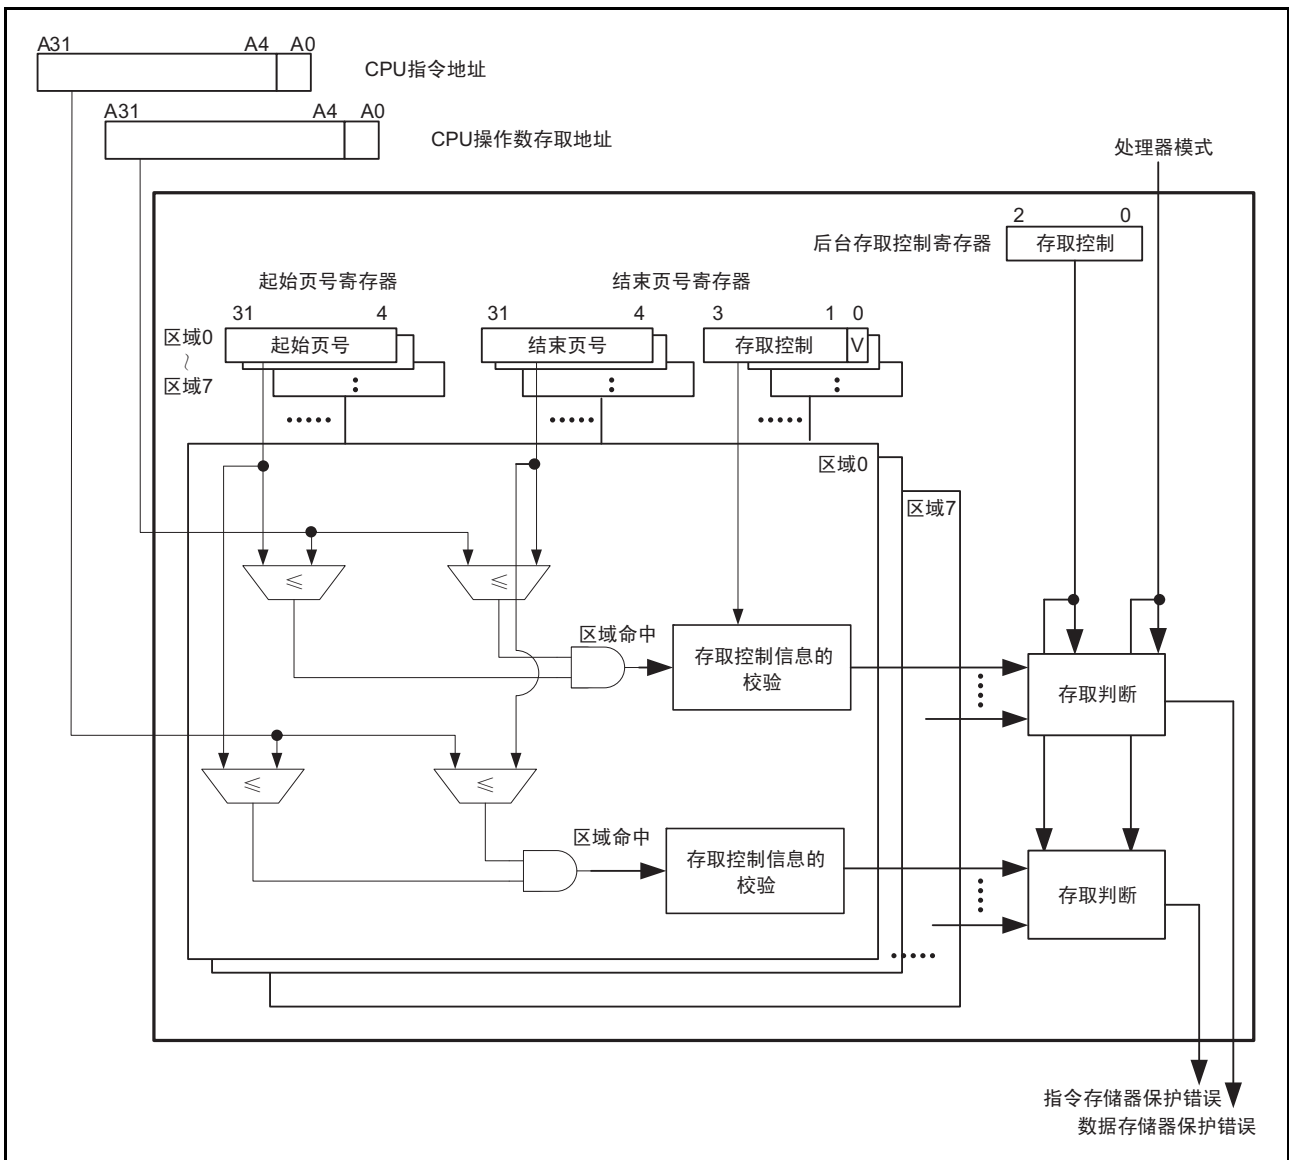 A31 A4 A0
CPU指令地址
A31 A4 A0
CPU操作数存取地址
处理器模式
2 0
后台存取控制寄存器 存取控制
起始页号寄存器 结束页号寄存器
31 4 31 4 3 1 0
区域0 起始页号 结束页号 存取控制 V
～
区域7
区域0
区域7
≤ ≤
区域命中
存取控制信息的
校验
存取判断
≤ ≤
区域命中
存取控制信息的
校验
存取判断
指令存储器保护错误
数据存储器保护错误